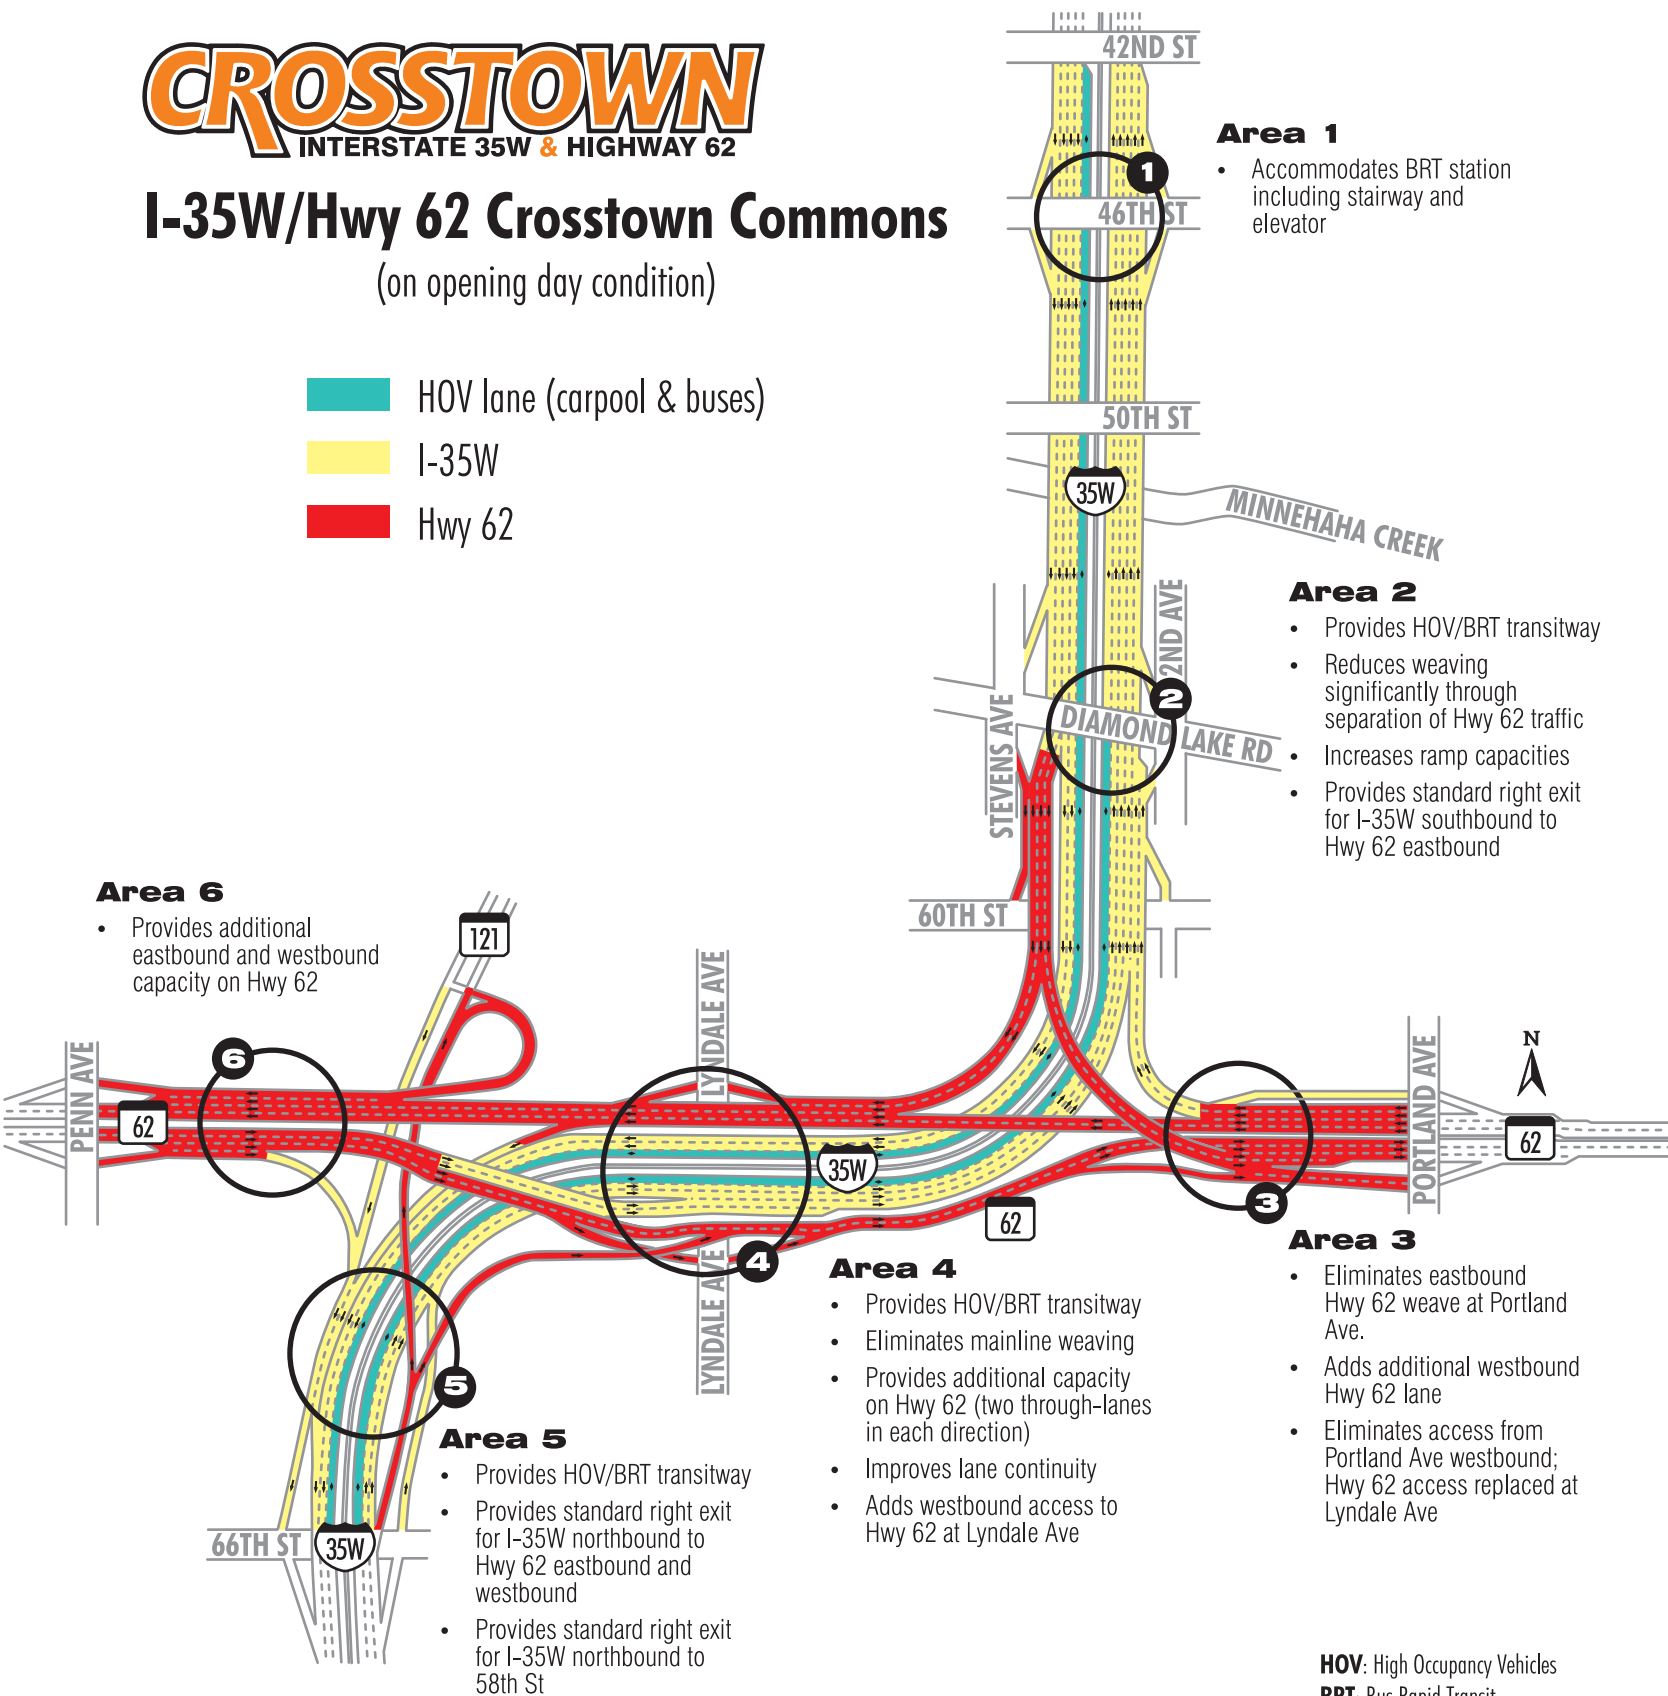 CROSSTOWN
INTERSTATE 35W & HIGHWAY 62
I-35W/Hwy 62 Crosstown Commons
(on opening day condition)
HOV lane (carpool & buses)
I-35W
Hwy 62
42ND ST
Area 1
• Accommodates BRT station
including stairway and
elevator
1
46TH ST
50TH ST
35W
MINNEHAHA CREEK
Area 2
• Provides HOV/BRT transitway
• Reduces weaving
significantly through
separation of Hwy 62 traffic
• Increases ramp capacities
• Provides standard right exit
for I-35W southbound to
Hwy 62 eastbound
2ND AVE
2
STEVENS AVE
DIAMOND LAKE RD
60TH ST
Area 6
• Provides additional
eastbound and westbound
capacity on Hwy 62
121
LYNDALE AVE
N
6
PENN AVE
62
35W
PORTLAND AVE
62
3
62
4
LYNDALE AVE
5
Area 3
• Eliminates eastbound
Hwy 62 weave at Portland
Ave.
• Adds additional westbound
Hwy 62 lane
• Eliminates access from
Portland Ave westbound;
Hwy 62 access replaced at
Lyndale Ave
Area 4
• Provides HOV/BRT transitway
• Eliminates mainline weaving
• Provides additional capacity
on Hwy 62 (two through-lanes
in each direction)
• Improves lane continuity
• Adds westbound access to
Hwy 62 at Lyndale Ave
Area 5
• Provides HOV/BRT transitway
• Provides standard right exit
for I-35W northbound to
Hwy 62 eastbound and
westbound
• Provides standard right exit
for I-35W northbound to
58th St
66TH ST
35W
HOV: High Occupancy Vehicles
BRT: Bus Rapid Transit